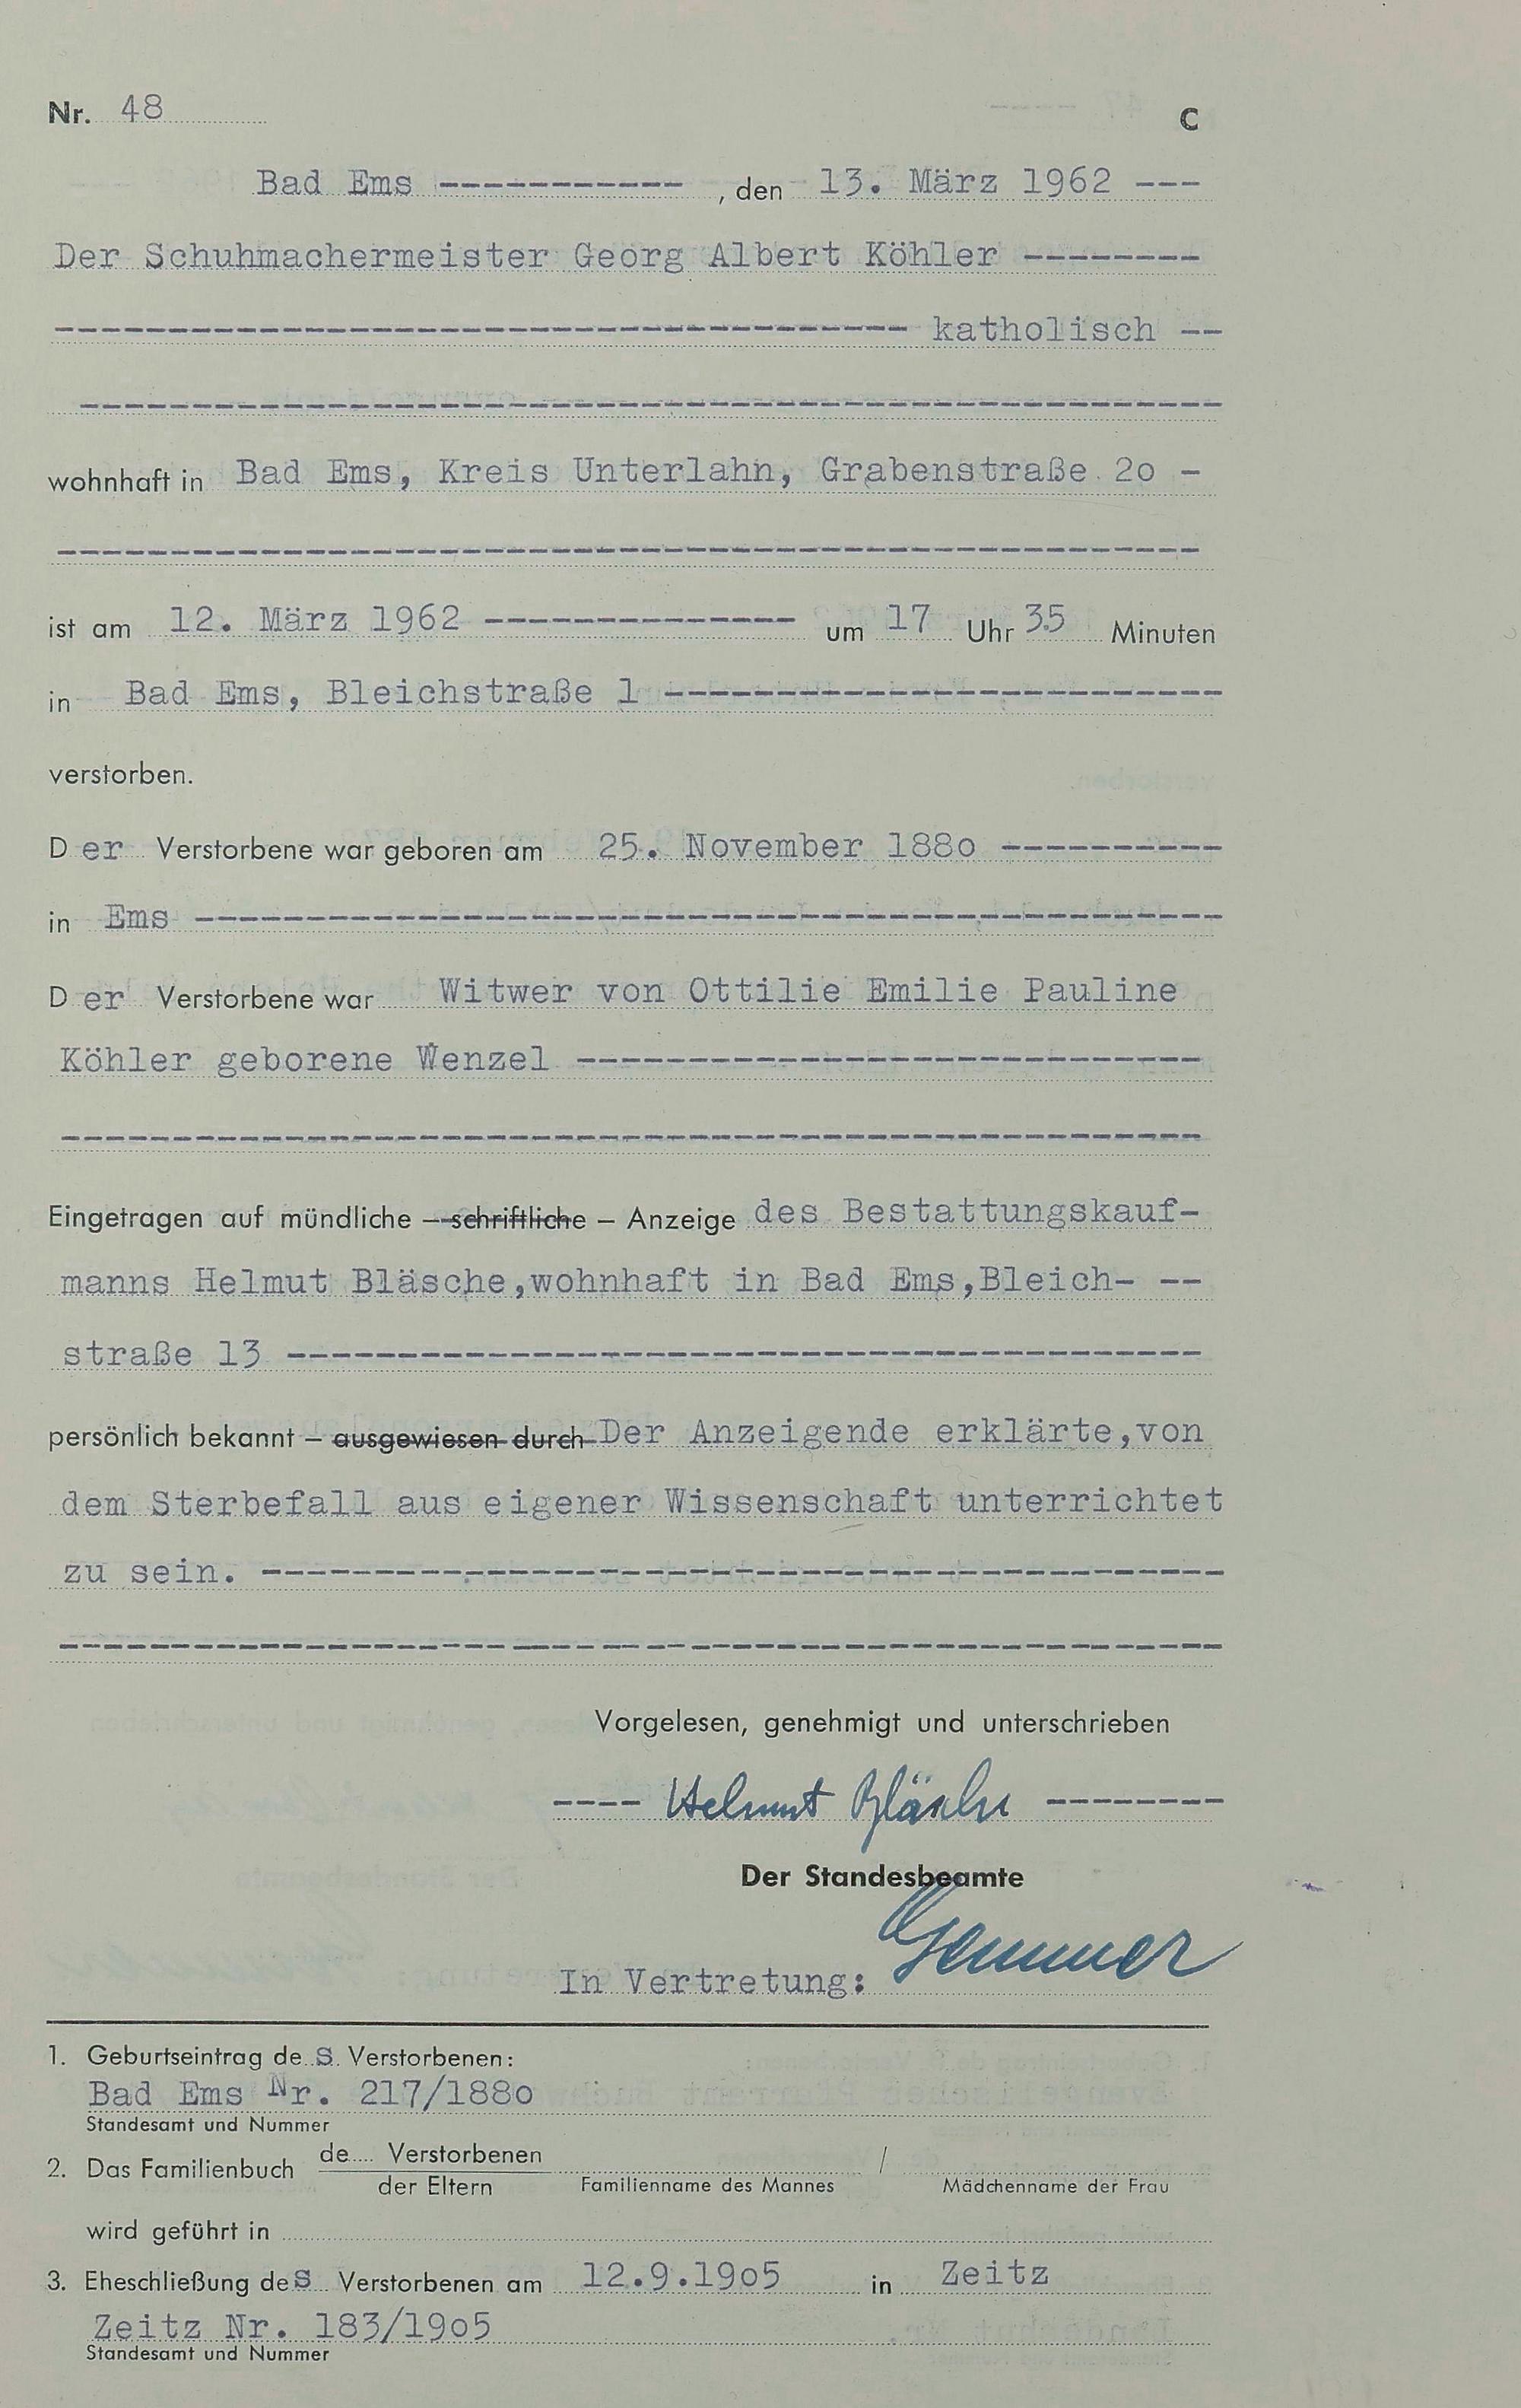 Nr. 48
C
Bad Ems ----------- , den 13. März 1962 ---
Der Schuhmachermeister Georg Albert Köhler --------
-------------------------------------- katholisch --
---------------------------------------------------
wohnhaft in Bad Ems, Kreis Unterlahn, Grabenstraße 2o -
---------------------------------------------------
ist am 12. März 1962 -------------- um 17 Uhr 35 Minuten
in Bad Ems, Bleichstraße 1 -------------------------
verstorben.
Der Verstorbene war geboren am 25. November 188o ----------
in Ems ----------------------------------------------
Der Verstorbene war Witwer von Ottilie Emilie Pauline
Köhler geborene Wenzel ----------------------------
---------------------------------------------------
Eingetragen auf mündliche – schriftliche – Anzeige des Bestattungskauf-
manns Helmut Bläsche,wohnhaft in Bad Ems,Bleich- --
straße 13 -----------------------------------------
persönlich bekannt – ausgewiesen durch Der Anzeigende erklärte,von
dem Sterbefall aus eigener Wissenschaft unterrichtet
zu sein. -------------------------------------------
----------------------------------------------------
Vorgelesen, genehmigt und unterschrieben
---- Helmut Bläsche --------
Der Standesbeamte
In Vertretung: Gemmer
1. Geburtseintrag des Verstorbenen:
Bad Ems Nr. 217/188o
Standesamt und Nummer
2. Das Familienbuch de..... Verstorbenen
der Eltern
/
Familienname des Mannes Mädchenname der Frau
wird geführt in
3. Eheschließung des Verstorbenen am 12.9.19o5 in Zeitz
Zeitz Nr. 183/19o5
Standesamt und Nummer